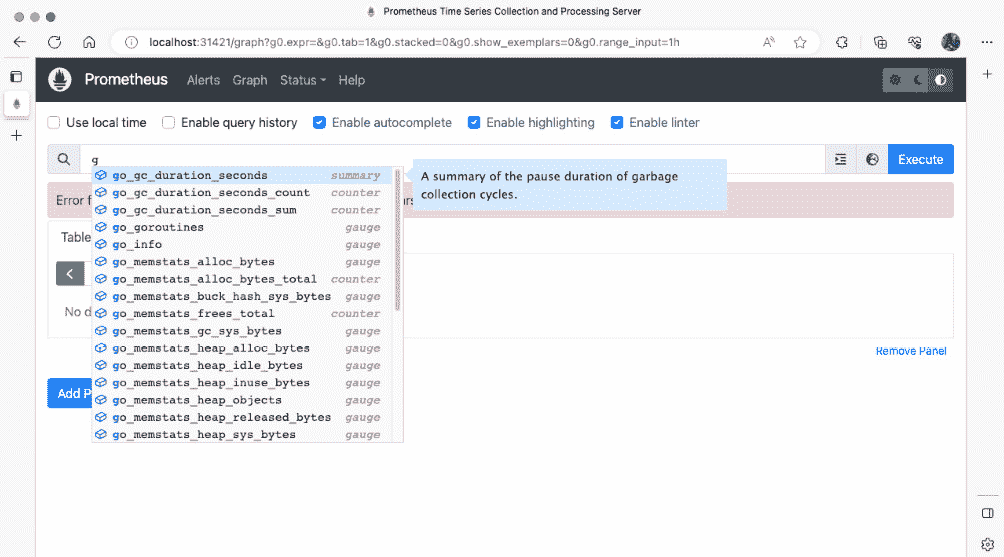 Prometheus Time Series Collection and Processing Server
localhost:31421/graph?g0.expr=&g0.tab=1&g0.stacked=0&g0.show_exemplars=0&g0.range_input=1h
Prometheus Alerts Graph Status Help
Use local time Enable query history Enable autocomplete Enable highlighting Enable linter
g
Execute
go_gc_duration_seconds summary
A summary of the pause duration of garbage
collection cycles.
go_gc_duration_seconds_count counter
Error f
go_gc_duration_seconds_sum counter
go_goroutines gauge
Table
go_info gauge
go_memstats_alloc_bytes gauge
go_memstats_alloc_bytes_total counter
go_memstats_buck_hash_sys_bytes gauge
No d
go_memstats_frees_total counter
go_memstats_gc_sys_bytes gauge
go_memstats_heap_alloc_bytes gauge
Remove Panel
go_memstats_heap_idle_bytes gauge
go_memstats_heap_inuse_bytes gauge
Add P
go_memstats_heap_objects gauge
go_memstats_heap_released_bytes gauge
go_memstats_heap_sys_bytes gauge